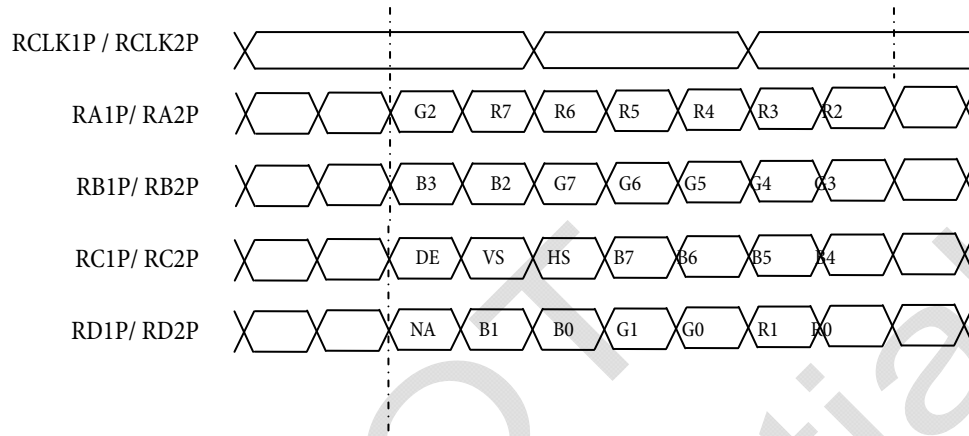 RCLK1P / RCLK2P
RA1P/ RA2P G2 R7 R6 R5 R4 R3 R2
RB1P/ RB2P B3 B2 G7 G6 G5 G4 G3
RC1P/ RC2P DE VS HS B7 B6 B5 B4
RD1P/ RD2P NA B1 B0 G1 G0 R1 R0